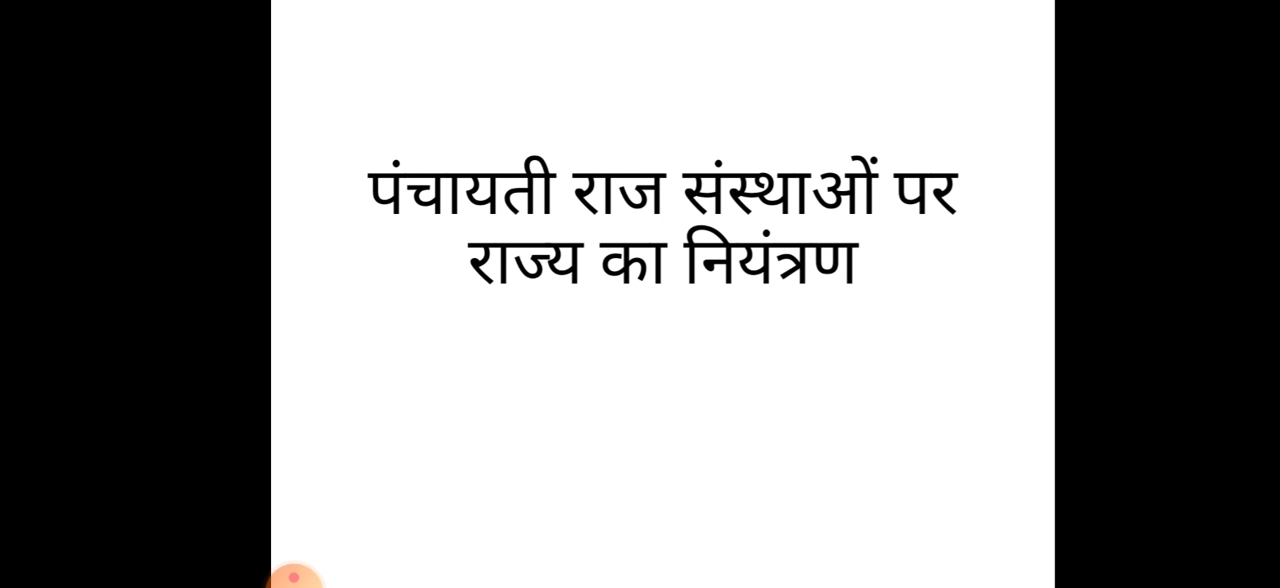 पंचायती राज संस्थाओं पर
राज्य का नियंत्रण